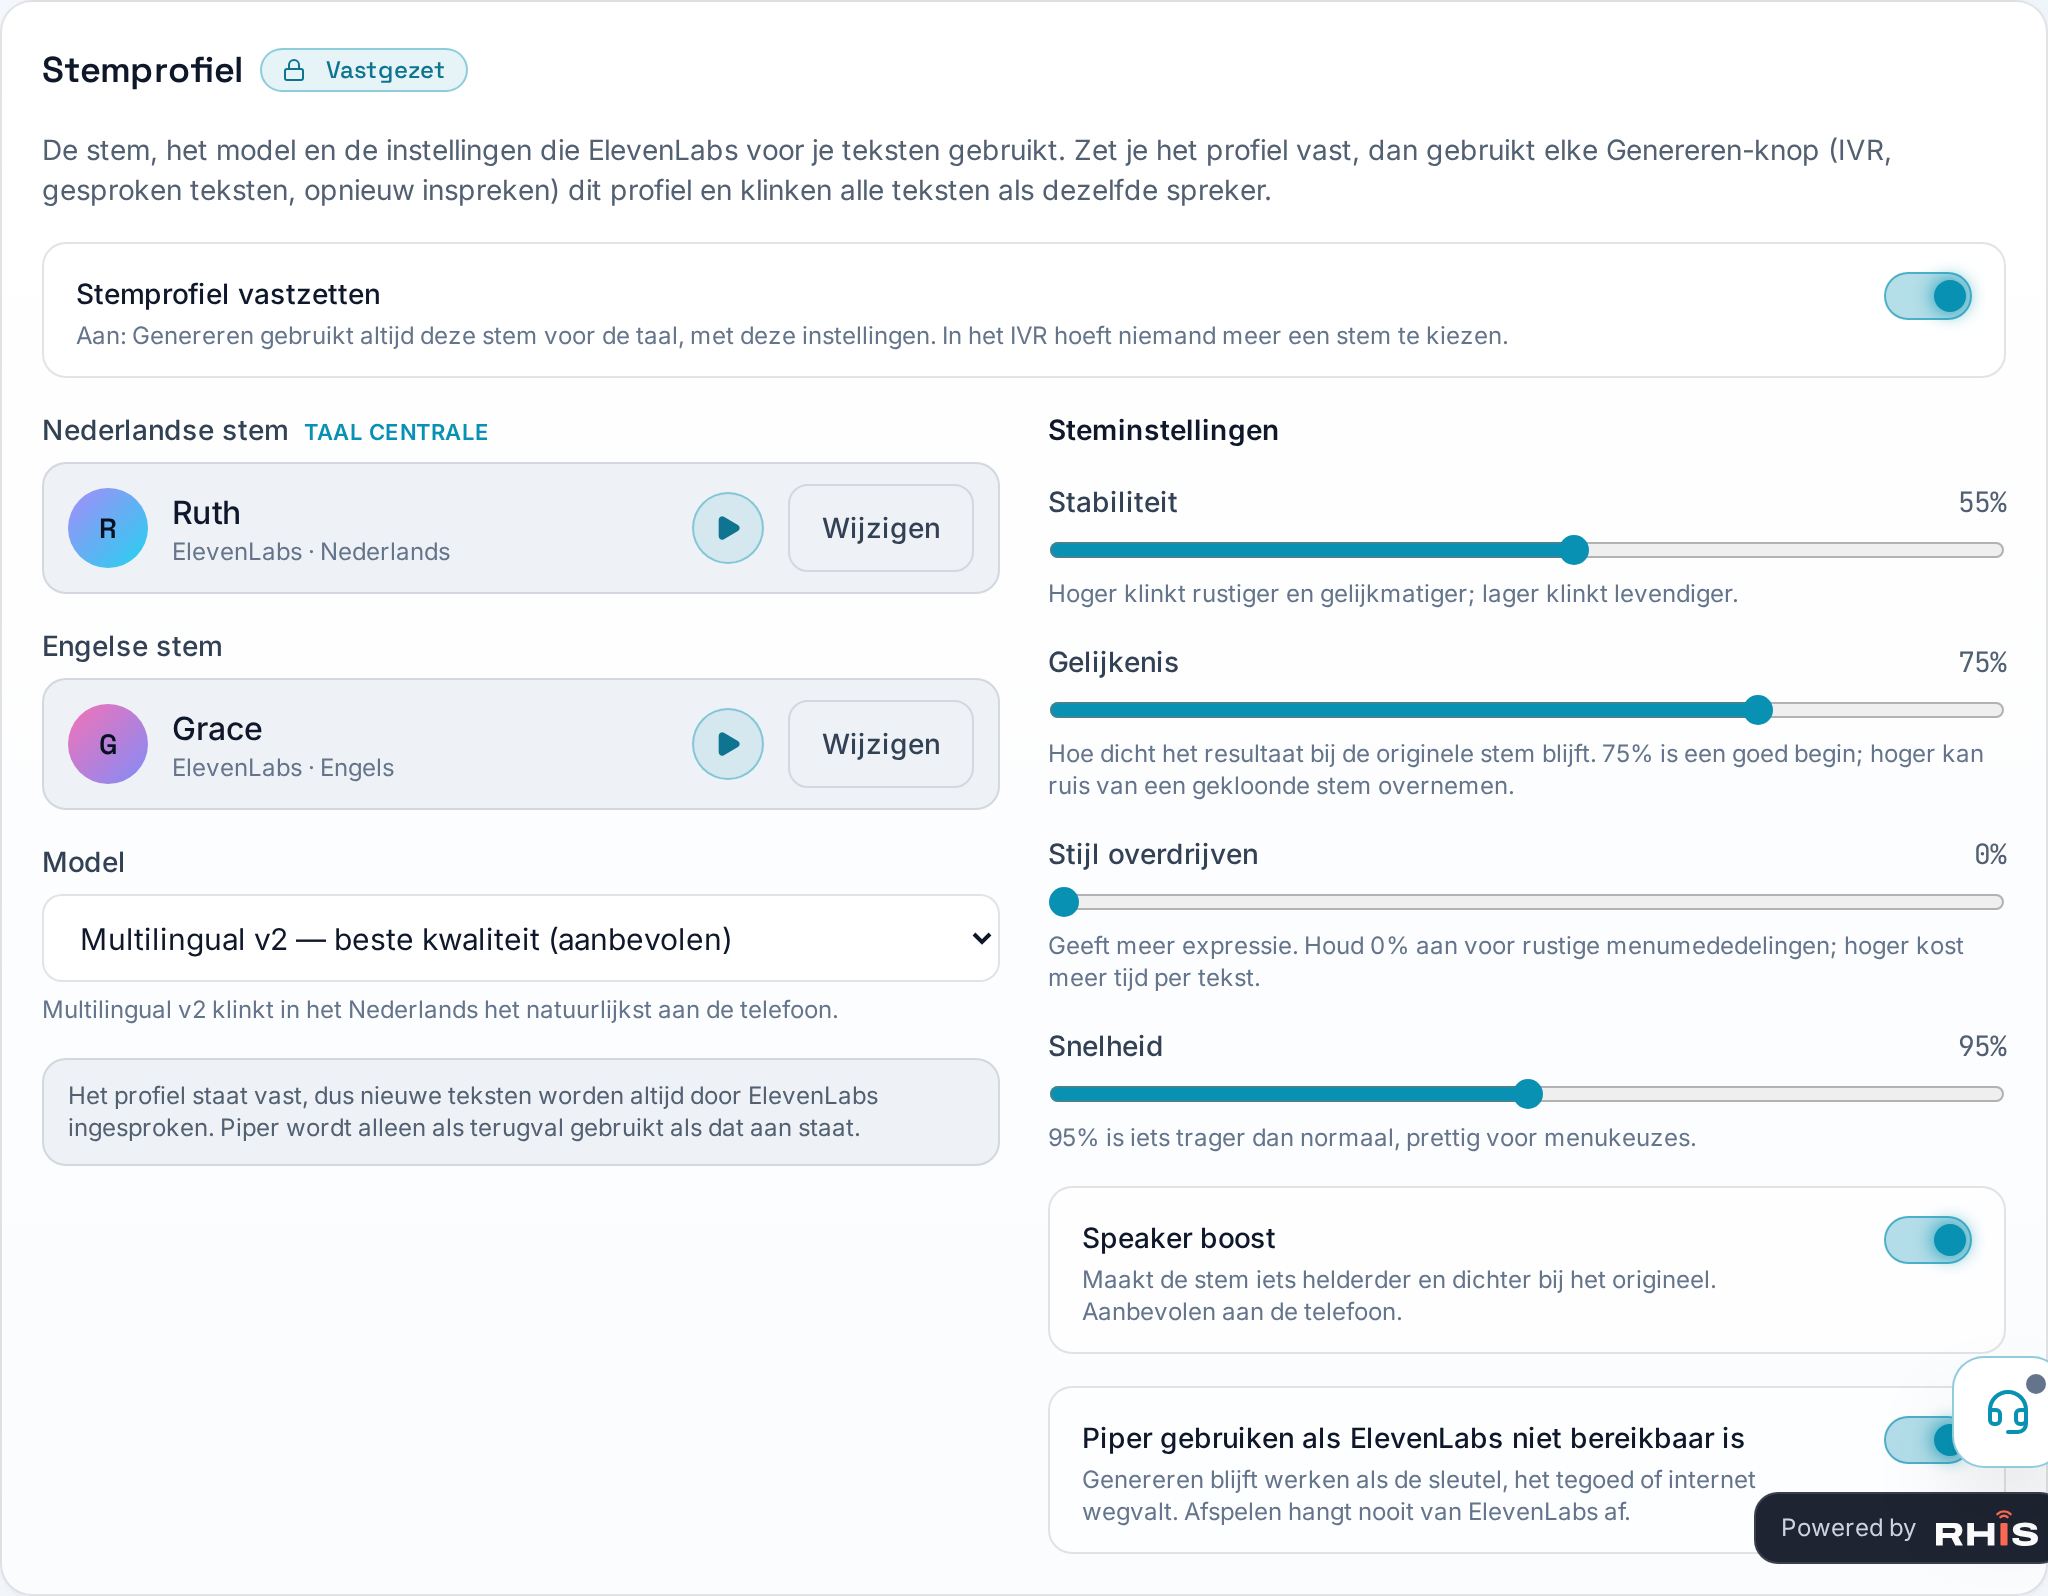 Stemprofiel
Vastgezet
De stem, het model en de instellingen die ElevenLabs voor je teksten gebruikt. Zet je het profiel vast, dan gebruikt elke Genereren-knop (IVR,
gesproken teksten, opnieuw inspreken) dit profiel en klinken alle teksten als dezelfde spreker.
Stemprofiel vastzetten
Aan: Genereren gebruikt altijd deze stem voor de taal, met deze instellingen. In het IVR hoeft niemand meer een stem te kiezen.
Nederlandse stem TAAL CENTRALE
R
Ruth
ElevenLabs · Nederlands
Wijzigen
Engelse stem
G
Grace
ElevenLabs · Engels
Wijzigen
Model
Multilingual v2 — beste kwaliteit (aanbevolen)
Multilingual v2 klinkt in het Nederlands het natuurlijkst aan de telefoon.
Het profiel staat vast, dus nieuwe teksten worden altijd door ElevenLabs
ingesproken. Piper wordt alleen als terugval gebruikt als dat aan staat.
Steminstellingen
Stabiliteit 55%
Hoger klinkt rustiger en gelijkmatiger; lager klinkt levendiger.
Gelijkenis 75%
Hoe dicht het resultaat bij de originele stem blijft. 75% is een goed begin; hoger kan
ruis van een gekloonde stem overnemen.
Stijl overdrijven 0%
Geeft meer expressie. Houd 0% aan voor rustige menumededelingen; hoger kost
meer tijd per tekst.
Snelheid 95%
95% is iets trager dan normaal, prettig voor menukeuzes.
Speaker boost
Maakt de stem iets helderder en dichter bij het origineel.
Aanbevolen aan de telefoon.
Piper gebruiken als ElevenLabs niet bereikbaar is
Genereren blijft werken als de sleutel, het tegoed of internet
wegvalt. Afspelen hangt nooit van ElevenLabs af.
Powered by RHiS